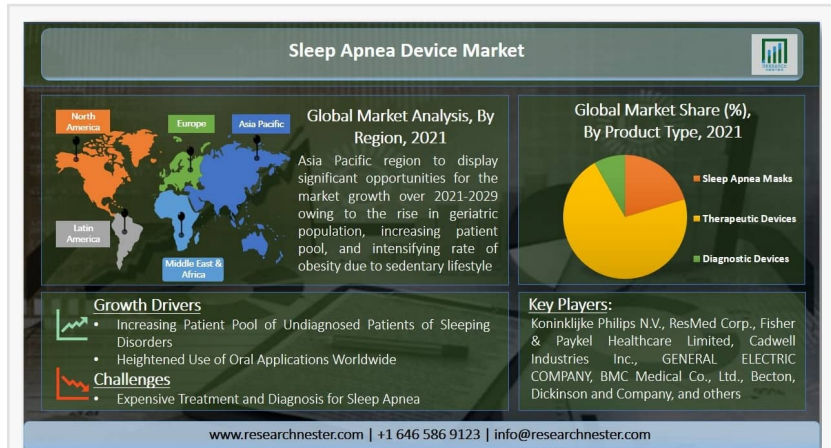 Sleep Apnea Device Market
RESEARCH
NESTER
North
America
Europe
Asia Pacific
Latin
America
Middle East &
Africa
Global Market Analysis, By
Region, 2021
Asia Pacific region to display
significant opportunities for the
market growth over 2021-2029
owing to the rise in geriatric
population, increasing patient
pool, and intensifying rate of
obesity due to sedentary lifestyle
Global Market Share (%),
By Product Type, 2021
Sleep Apnea Masks
Therapeutic Devices
Diagnostic Devices
Growth Drivers
• Increasing Patient Pool of Undiagnosed Patients of Sleeping
Disorders
• Heightened Use of Oral Applications Worldwide
Challenges
• Expensive Treatment and Diagnosis for Sleep Apnea
Key Players:
Koninklijke Philips N.V., ResMed Corp., Fisher
& Paykel Healthcare Limited, Cadwell
Industries Inc., GENERAL ELECTRIC
COMPANY, BMC Medical Co., Ltd., Becton,
Dickinson and Company, and others
www.researchnester.com | +1 646 586 9123 | info@researchnester.com